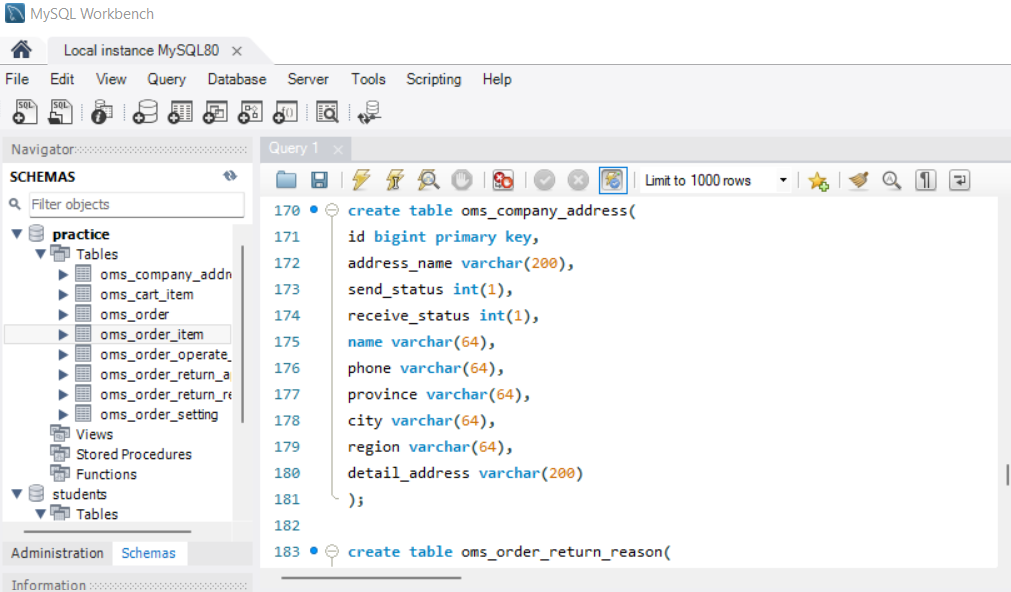 MySQL Workbench
Local instance MySQL80
File Edit View Query Database Server Tools Scripting Help
SQL SQL
Navigator
Query 1
SCHEMAS
Limit to 1000 rows
Filter objects
practice
Tables
oms_company_addr
oms_cart_item
oms_order
oms_order_item
oms_order_operate_
oms_order_return_a
oms_order_return_re
oms_order_setting
Views
Stored Procedures
Functions
students
Tables
Administration Schemas
Information
170 create table oms_company_address(
171 id bigint primary key,
172 address_name varchar(200),
173 send_status int(1),
174 receive_status int(1),
175 name varchar(64),
176 phone varchar(64),
177 province varchar(64),
178 city varchar(64),
179 region varchar(64),
180 detail_address varchar(200)
181 );
182
183 create table oms_order_return_reason(